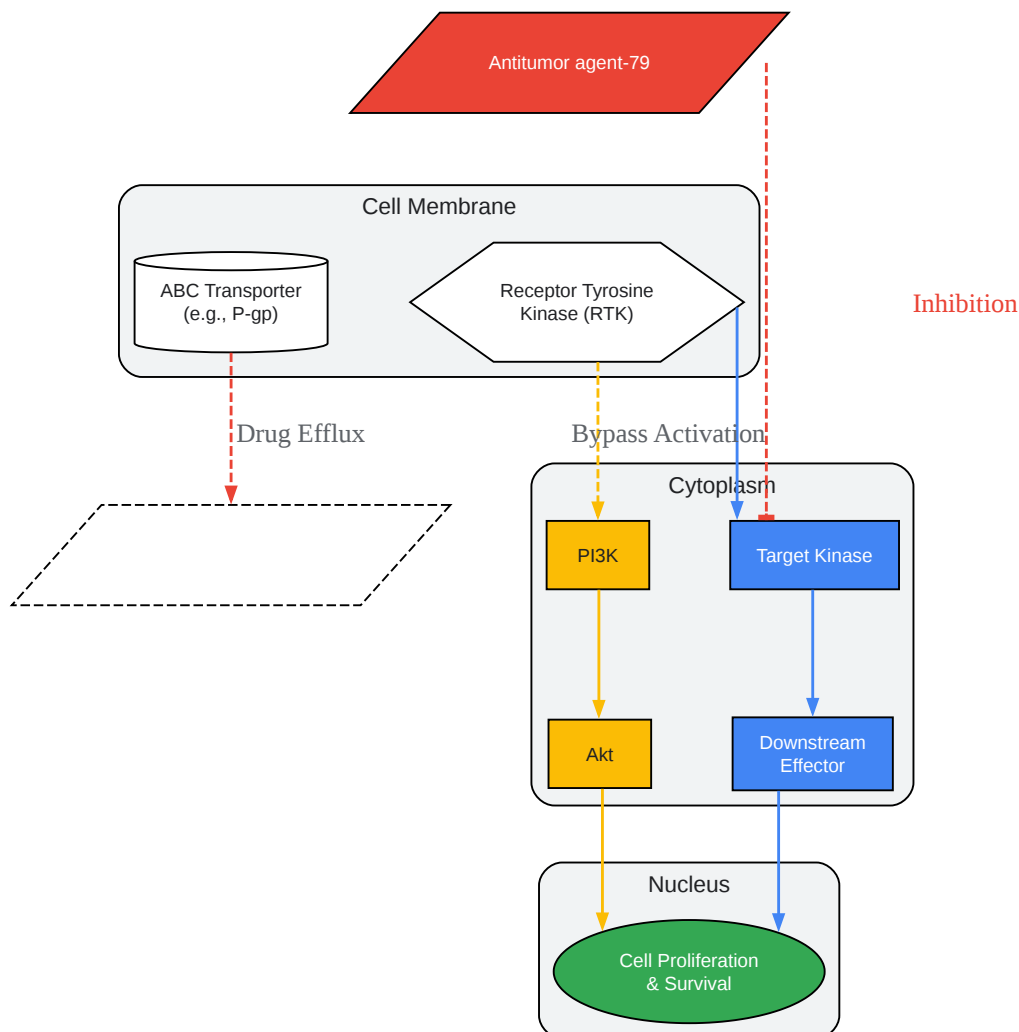 Antitumor agent-79
Cell Membrane
ABC Transporter
(e.g., P-gp)
Receptor Tyrosine
Kinase (RTK)
Inhibition
Drug Efflux
Bypass Activation
Cytoplasm
PI3K
Target Kinase
Akt
Downstream
Effector
Nucleus
Cell Proliferation
& Survival